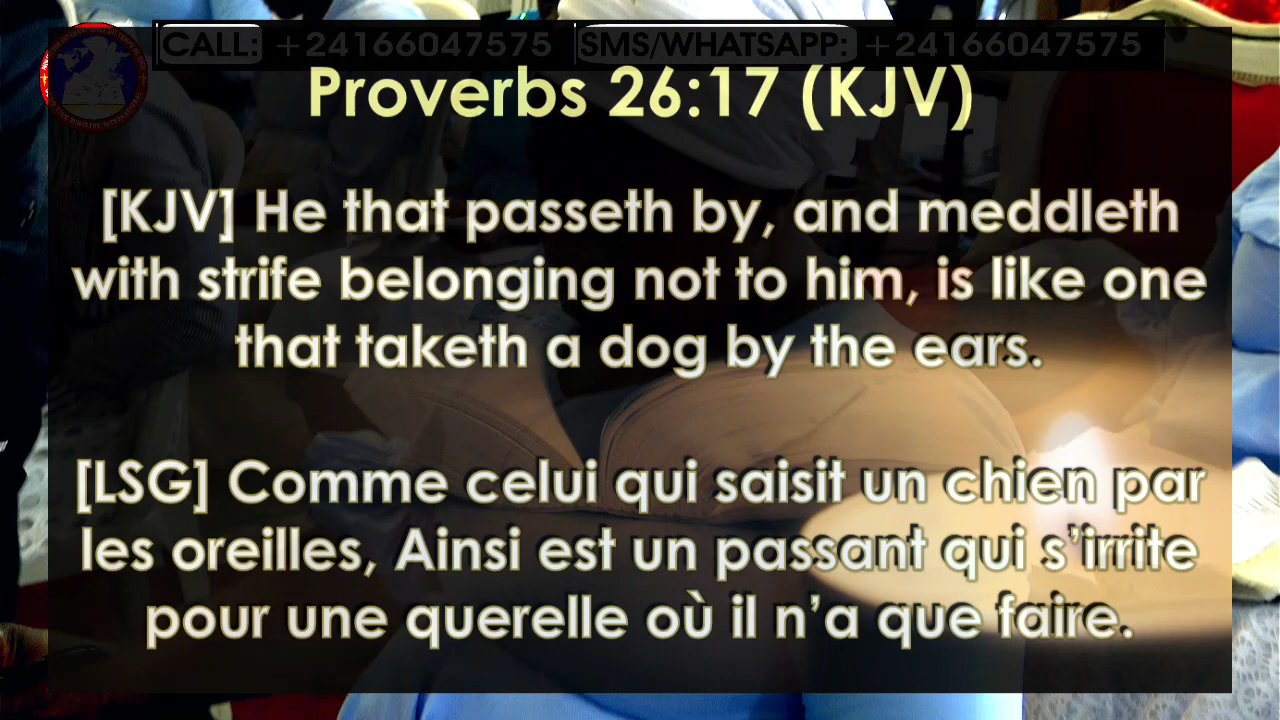 CALL: +24166047575 SMS/WHATSAPP: +24166047575
Proverbs 26:17 (KJV)
[KJV] He that passeth by, and meddleth
with strife belonging not to him, is like one
that taketh a dog by the ears.
[LSG] Comme celui qui saisit un chien par
les oreilles, Ainsi est un passant qui s’irrite
pour une querelle où il n’a que faire.